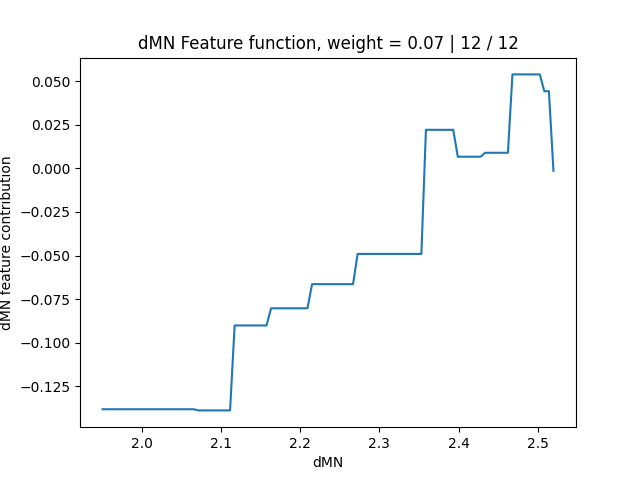 dMN Feature function, weight = 0.07 | 12 / 12
dMN feature contribution
0.050
0.025
0.000
−0.025
−0.050
−0.075
−0.100
−0.125
2.0 2.1 2.2 2.3 2.4 2.5
dMN